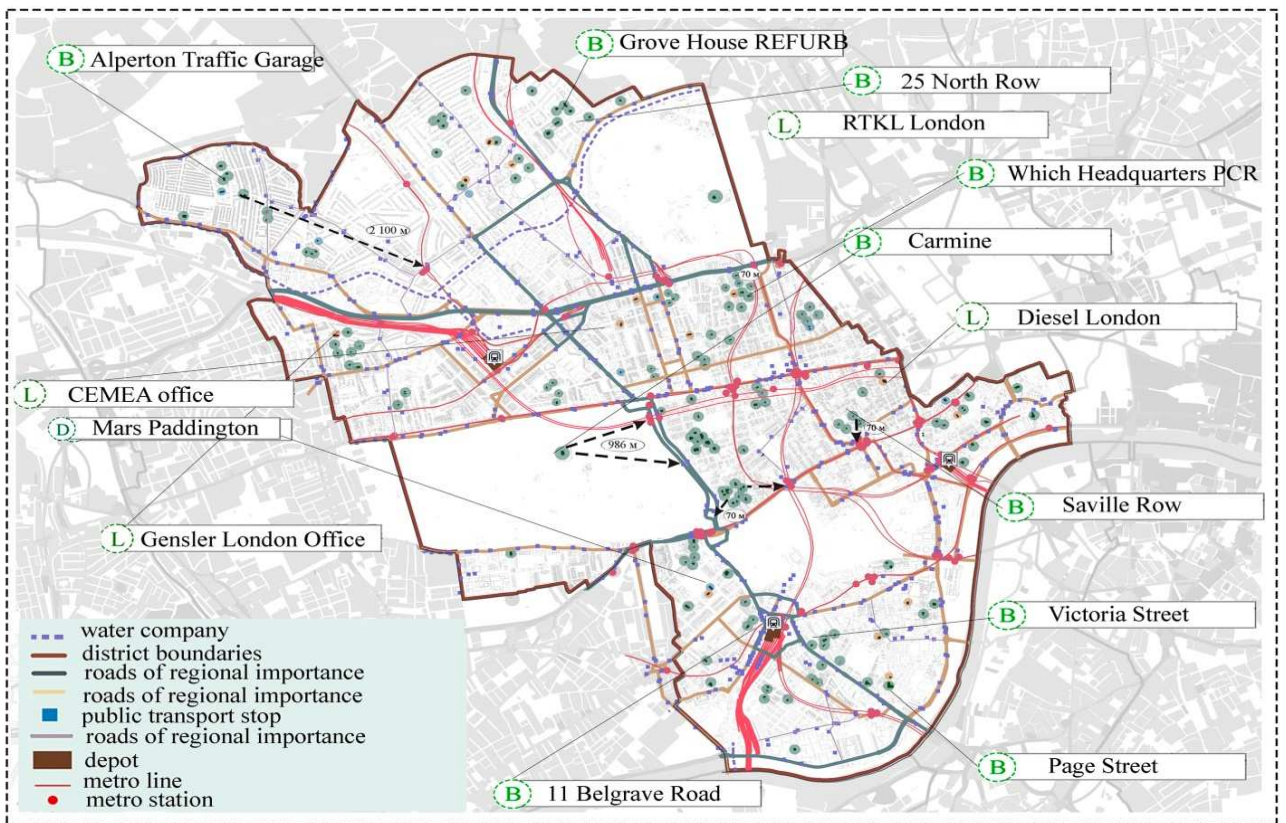 B Grove House REFURB
B Alperton Traffic Garage
B 25 North Row
L RTKL London
B Which Headquarters PCR
2 100 м
B Carmine
70 м
L Diesel London
L CEMEA office
D Mars Paddington
70 м
986 м
B Saville Row
70 м
L Gensler London Office
B Victoria Street
water company
district boundaries
roads of regional importance
roads of regional importance
public transport stop
roads of regional importance
depot
metro line
metro station
B Page Street
B 11 Belgrave Road